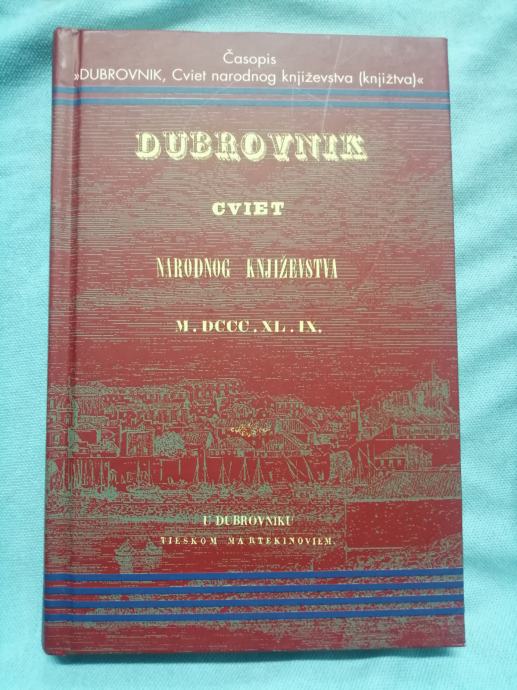 Časopis
»DUBROVNIK, Cviet narodnog književstva (knjižtva)«
DUBROVNIK
CVIET
NARODNOG KNJIŽEVSTVA
M. DCCC. XL. IX.
U DUBROVNIKU
TIESKOM MARTEKINOVIEM.